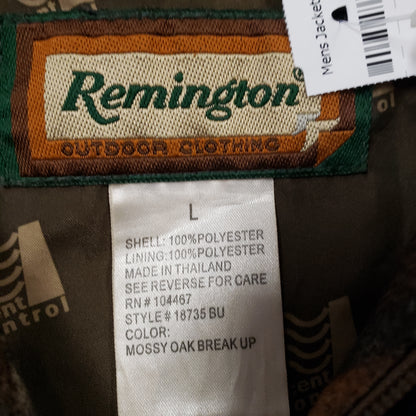 Mens Jacket
Remington®
OUTDOOR CLOTHING
L
SHELL: 100%POLYESTER
LINING: 100%POLYESTER
MADE IN THAILAND
SEE REVERSE FOR CARE
RN # 104467
STYLE # 18735 BU
COLOR:
MOSSY OAK BREAK UP